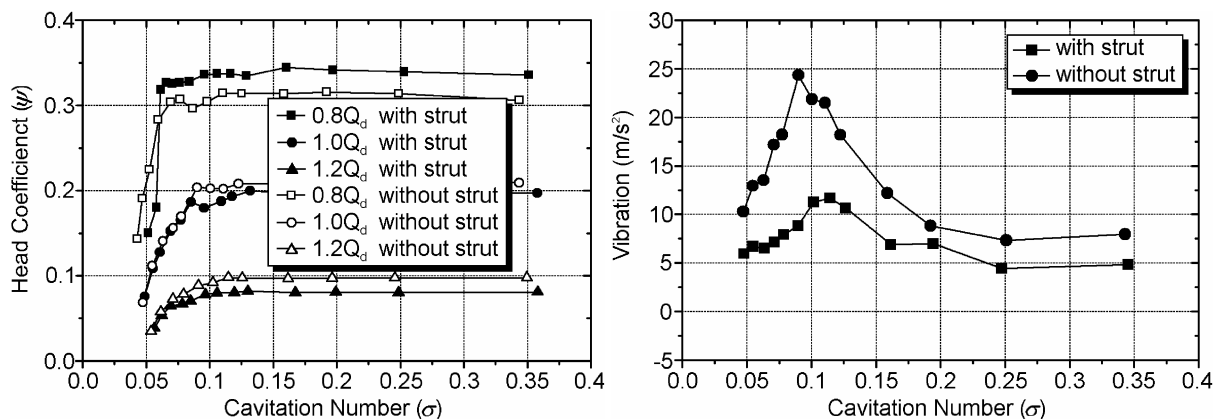 0.4
0.3
0.2
0.1
0.0
Head Coefficienct (ψ)
0.8Qd with strut
1.0Qd with strut
1.2Qd with strut
0.8Qd without strut
1.0Qd without strut
1.2Qd without strut
0.0 0.05 0.1 0.15 0.2 0.25 0.3 0.35 0.4
Cavitation Number (σ)
30
25
20
15
10
5
0
-5
Vibration (m/s²)
with strut
without strut
0.0 0.05 0.1 0.15 0.2 0.25 0.3 0.35 0.4
Cavitation Number (σ)